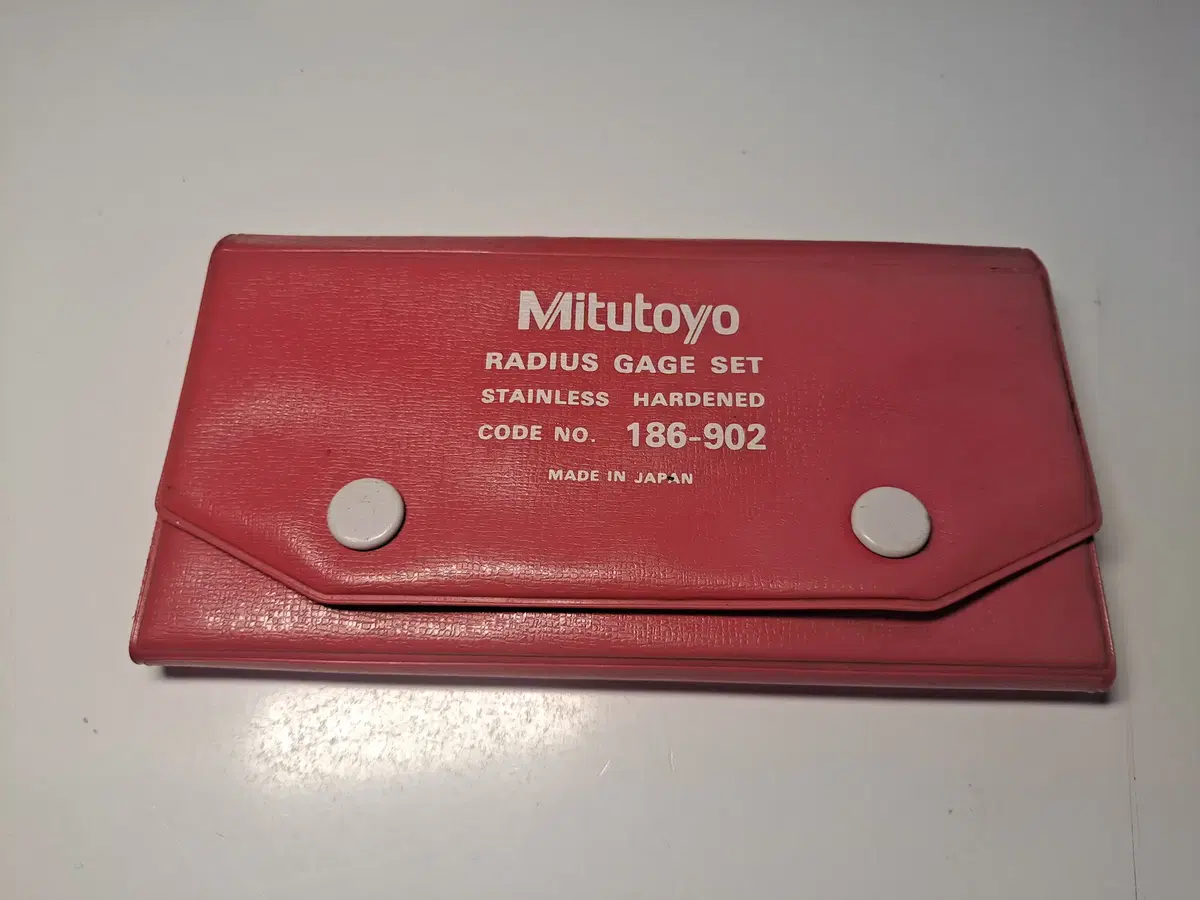 Mitutoyo
RADIUS GAGE SET
STAINLESS HARDENED
CODE NO. 186-902
MADE IN JAPAN